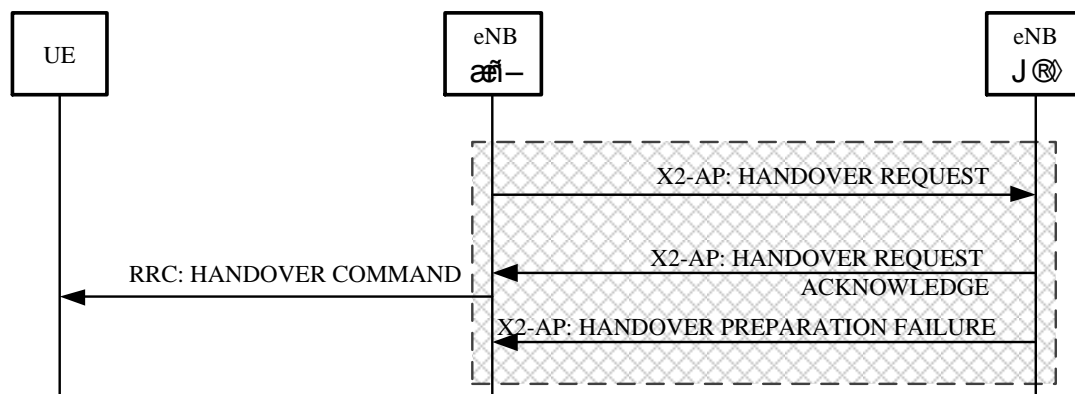 UE
eNB
eNB
X2-AP: HANDOVER REQUEST
X2-AP: HANDOVER REQUEST
ACKNOWLEDGE
RRC: HANDOVER COMMAND
X2-AP: HANDOVER PREPARATION FAILURE